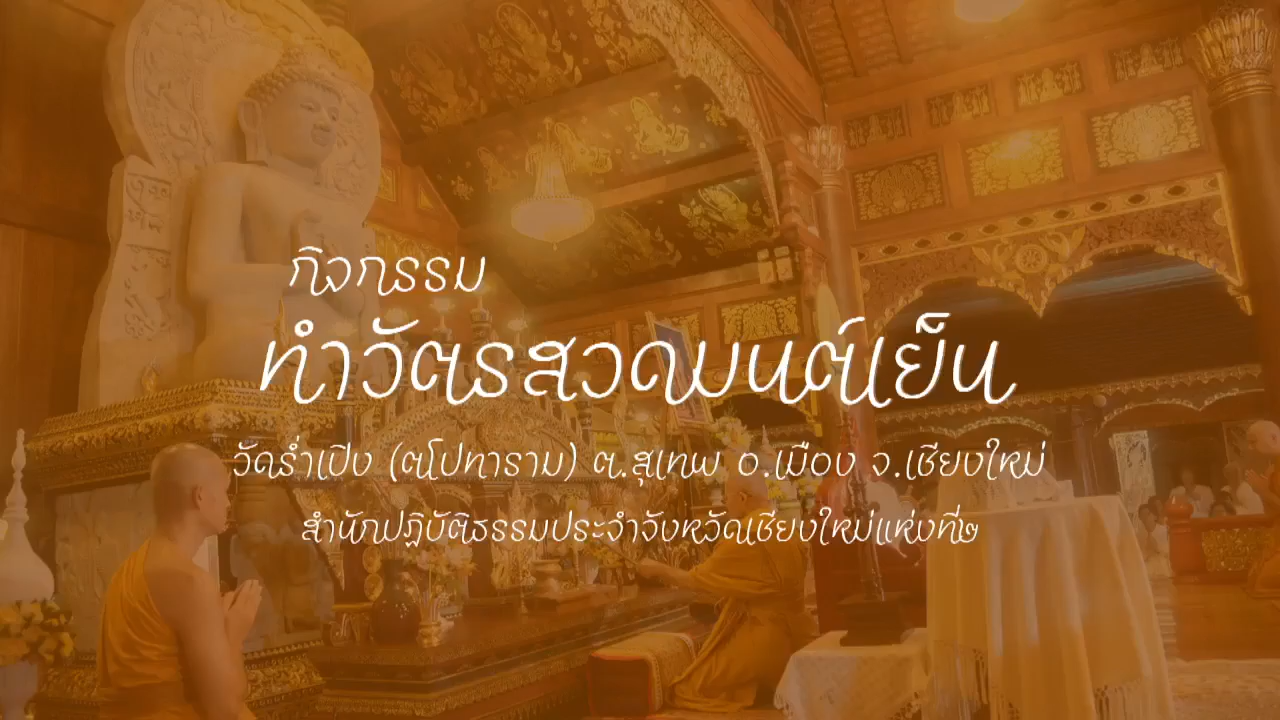 กิจกรรม
ทำวัตรสวดมนต์เย็น
วัดร่ำเปิง (ตโปทาราม) ต.สุเทพ อ.เมือง จ.เชียงใหม่
สำนักปฏิบัติธรรมประจำจังหวัดเชียงใหม่แห่งที่๒